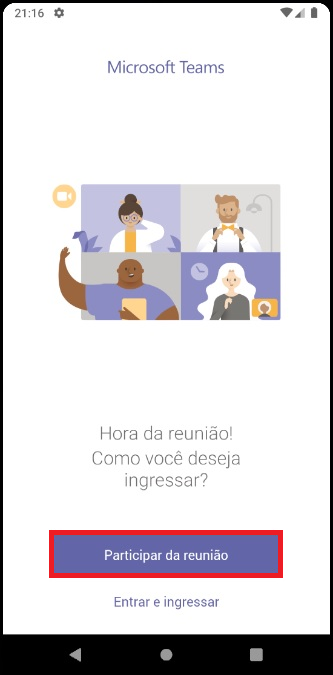 21:16
Microsoft Teams
Hora da reunião!
Como você deseja
ingressar?
Participar da reunião
Entrar e ingressar